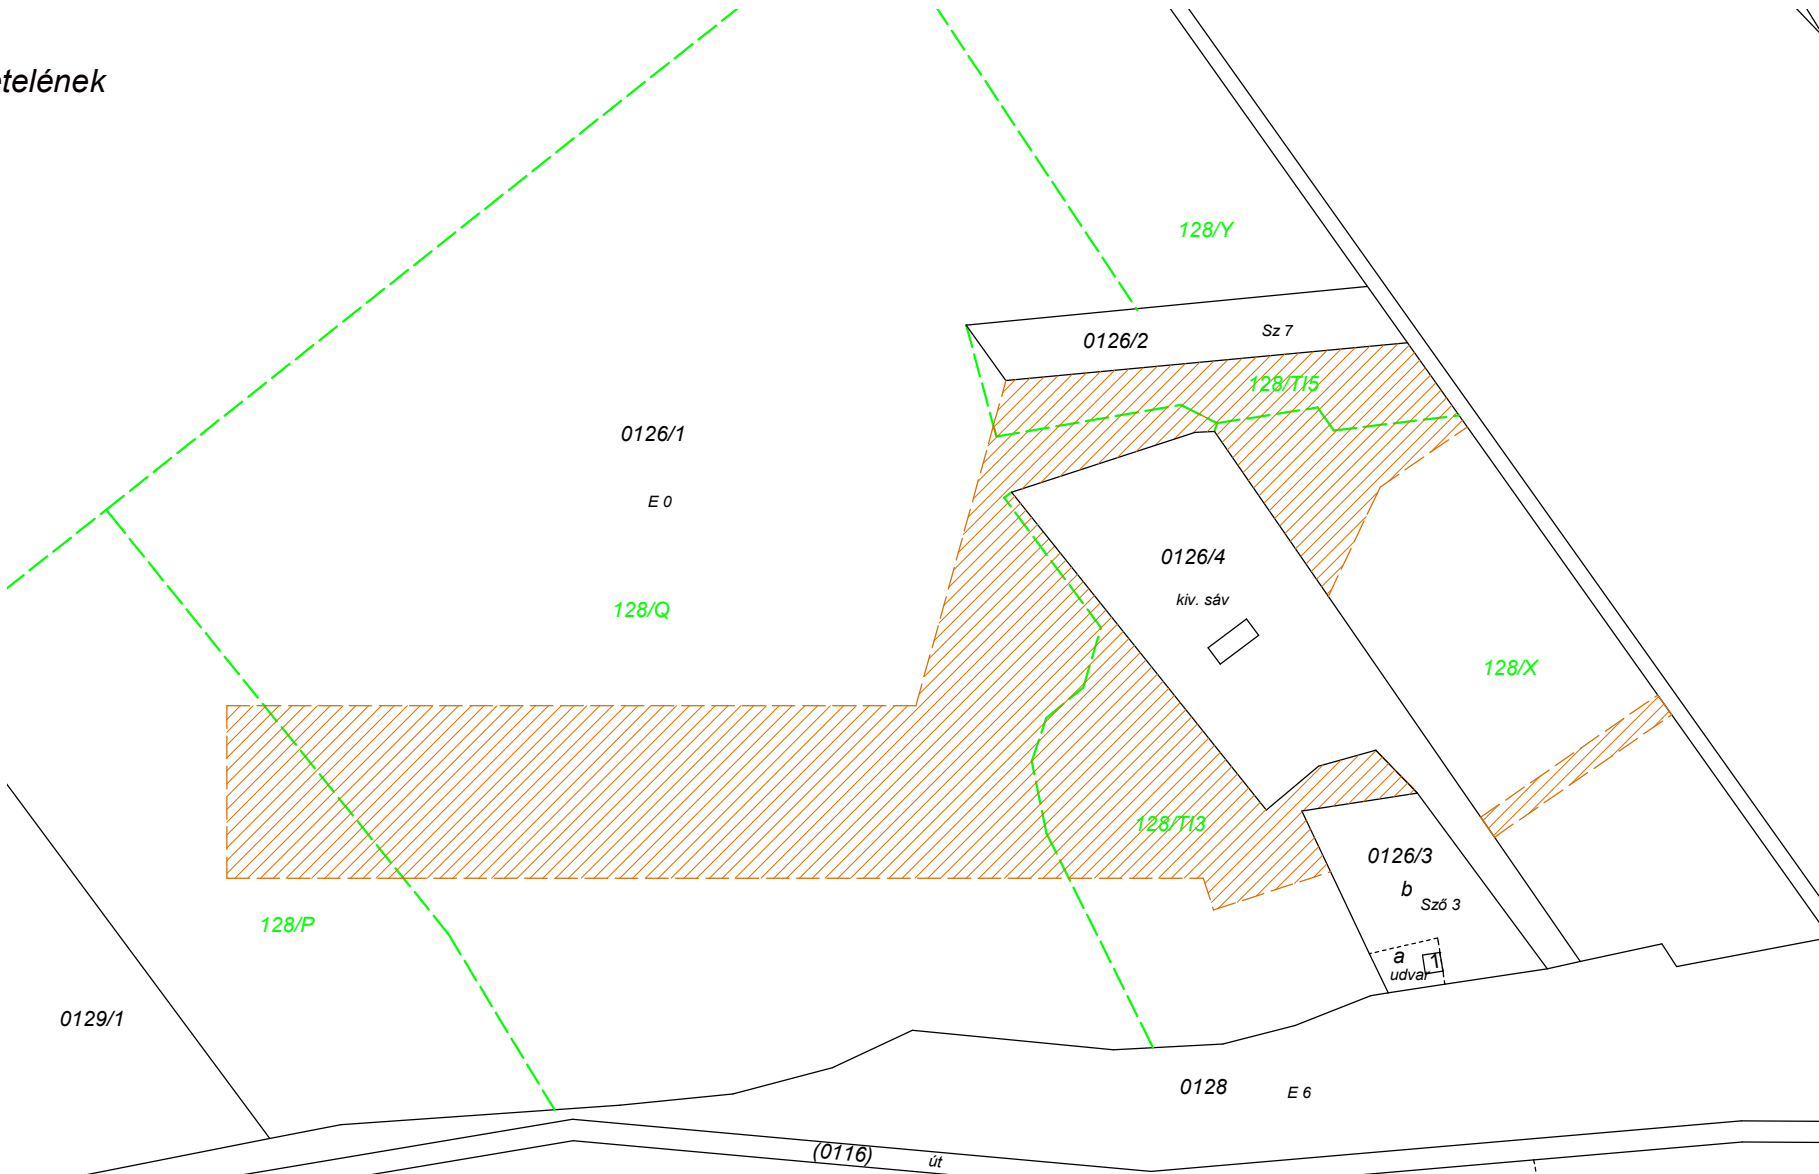 etelének
128/Y
Sz 7
0126/2
128/TI5
0126/1
E 0
0126/4
kiv. sáv
128/Q
128/X
128/TI3
0126/3
b
Sző 3
128/P
a
1
udvar
0129/1
0128
E 6
(0116)
út